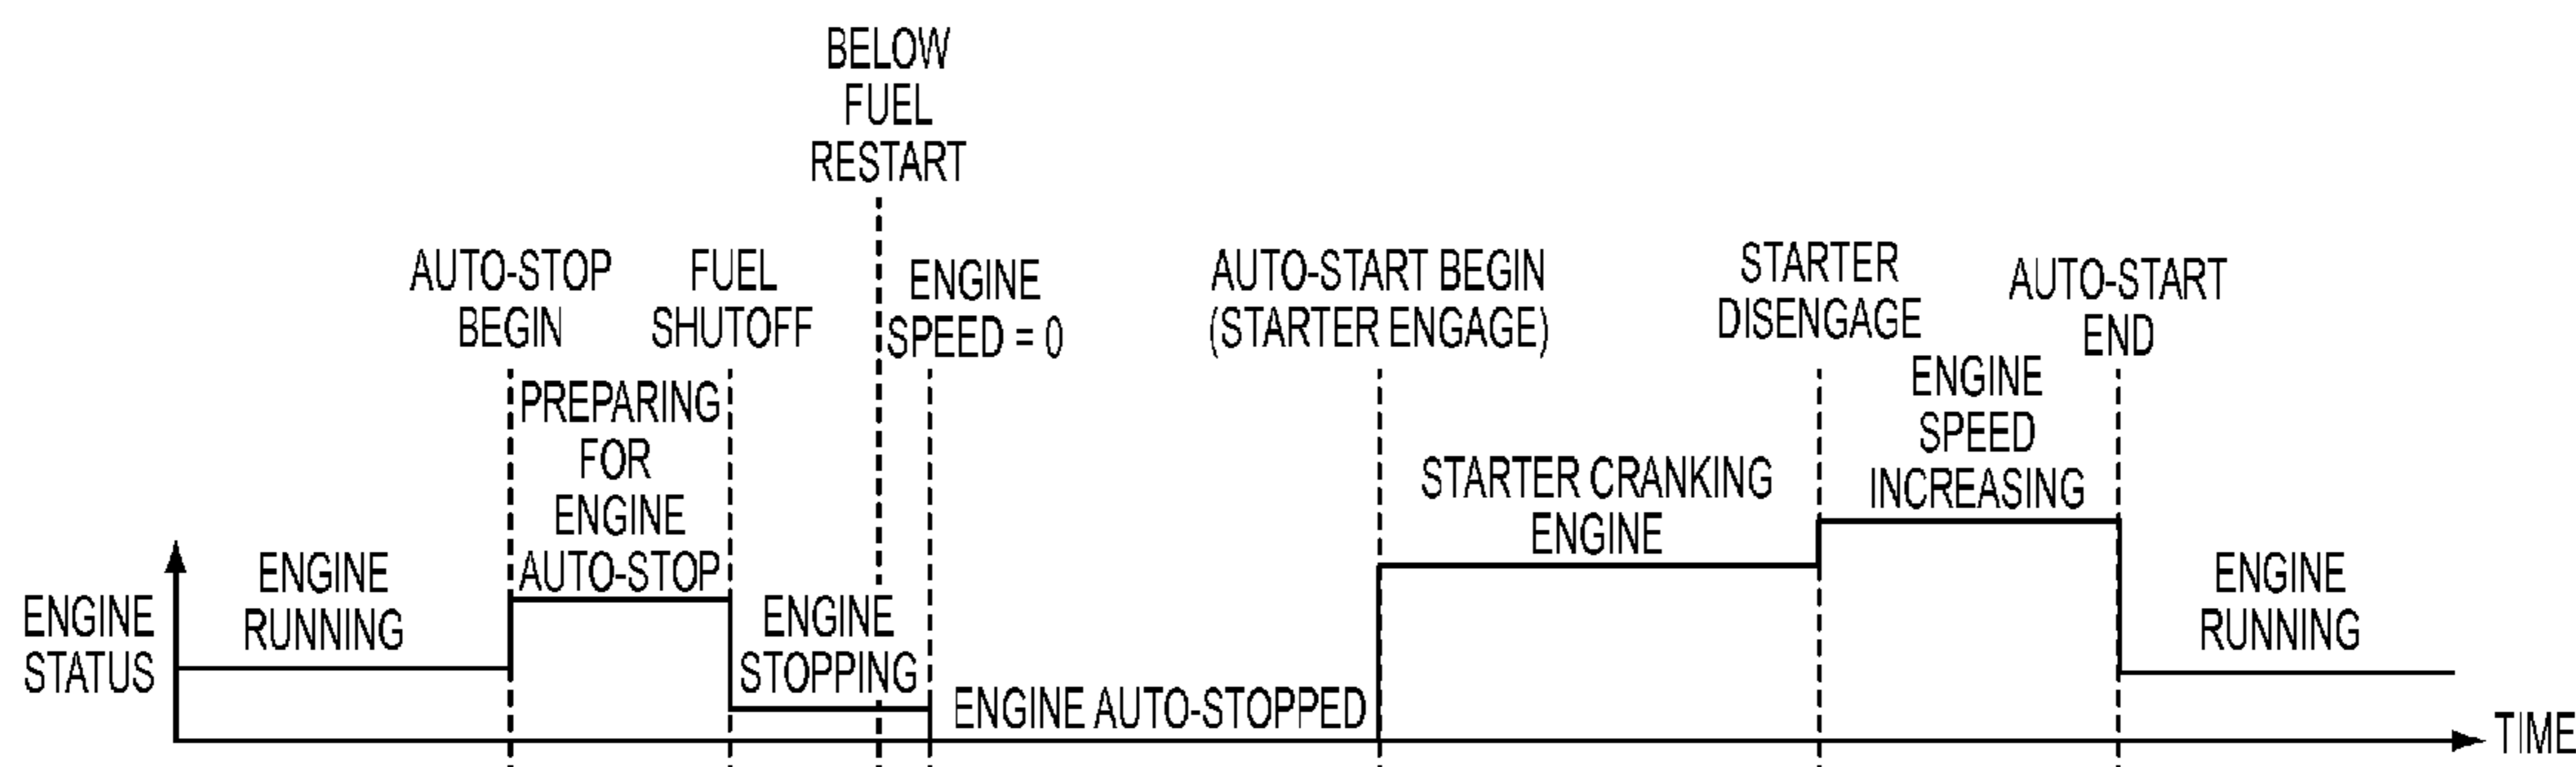 BELOW
FUEL
RESTART
AUTO-STOP
BEGIN
FUEL
SHUTOFF
ENGINE
SPEED = 0
AUTO-START BEGIN
(STARTER ENGAGE)
STARTER
DISENGAGE
AUTO-START
END
PREPARING
FOR
ENGINE
AUTO-STOP
ENGINE
SPEED
INCREASING
STARTER CRANKING
ENGINE
ENGINE
RUNNING
ENGINE
STOPPING
ENGINE
RUNNING
ENGINE
STATUS
ENGINE AUTO-STOPPED
TIME